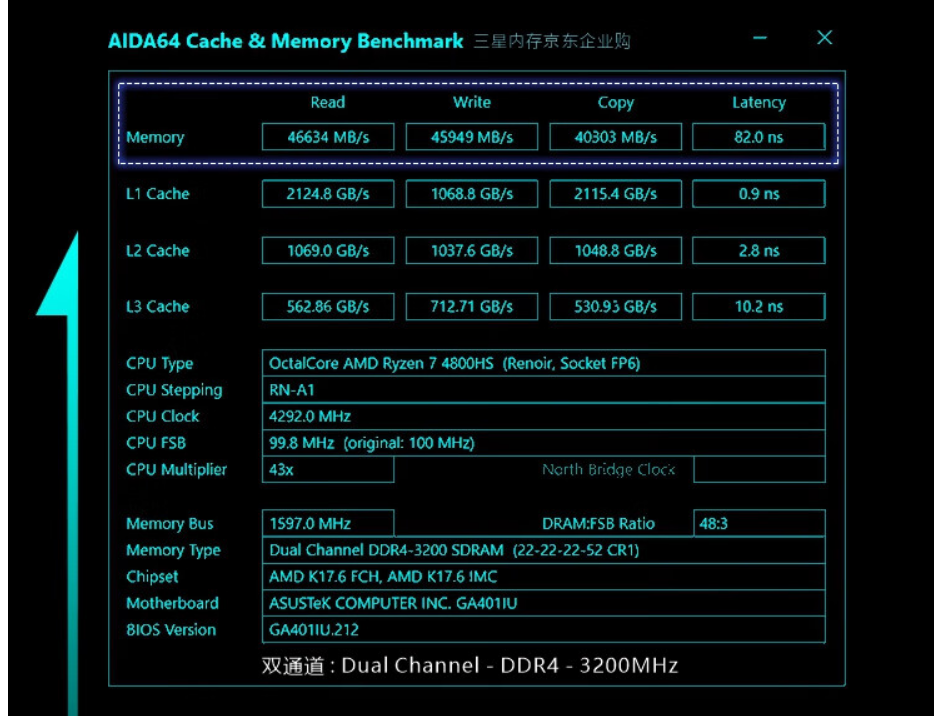 AIDA64 Cache & Memory Benchmark 三星内存京东企业购
Read Write Copy Latency
Memory 46634 MB/s 45949 MB/s 40303 MB/s 82.0 ns
L1 Cache 2124.8 GB/s 1068.8 GB/s 2115.4 GB/s 0.9 ns
L2 Cache 1069.0 GB/s 1037.6 GB/s 1048.8 GB/s 2.8 ns
L3 Cache 562.86 GB/s 712.71 GB/s 530.93 GB/s 10.2 ns
CPU Type OctalCore AMD Ryzen 7 4800HS (Renoir, Socket FP6)
CPU Stepping RN-A1
CPU Clock 4292.0 MHz
CPU FSB 99.8 MHz (original: 100 MHz)
CPU Multiplier 43x North Bridge Clock
Memory Bus 1597.0 MHz DRAM:FSB Ratio 48:3
Memory Type Dual Channel DDR4-3200 SDRAM (22-22-22-52 CR1)
Chipset AMD K17.6 FCH, AMD K17.6 IMC
Motherboard ASUSTeK COMPUTER INC. GA401IU
BIOS Version GA401IU.212
双通道 : Dual Channel - DDR4 - 3200MHz